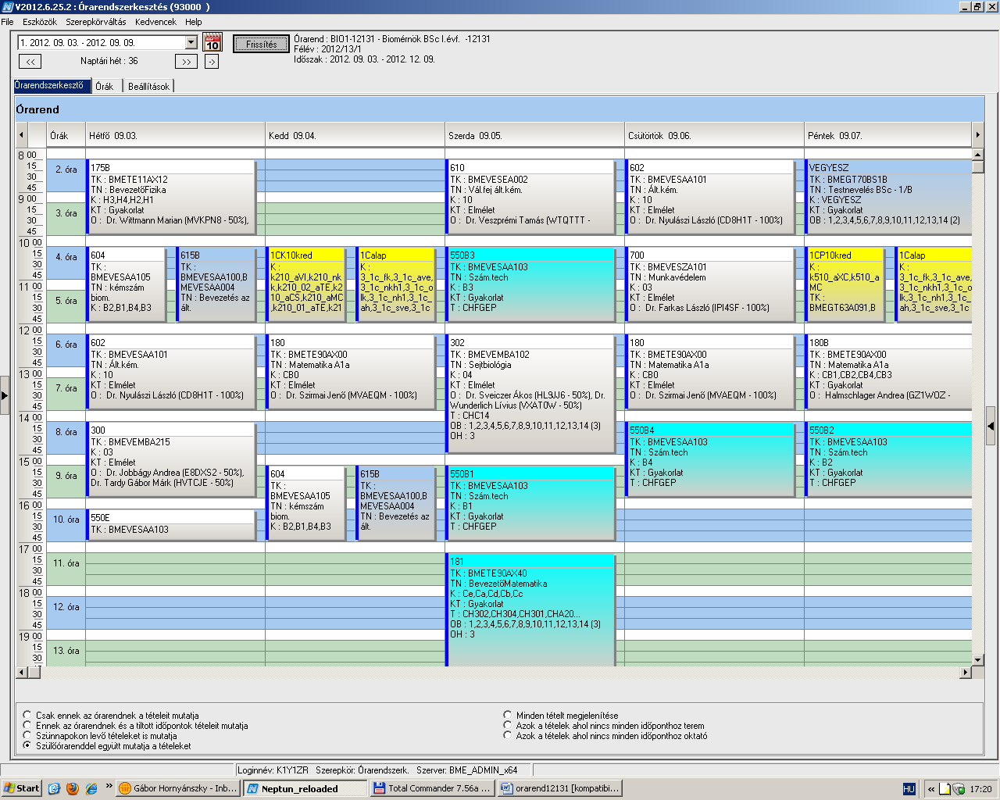 V2012.6.25.2 : Órarendszerkesztés (93000  )
File Eszközök Szerepkörváltás Kedvencek Help
1. 2012. 09. 03. - 2012. 09. 09.
10
Frissítés
Órarend : BIO1-12131 - Biomérnök BSc I.évf.  -12131
Félév : 2012/13/1
Időszak : 2012. 09. 03. - 2012. 12. 09.
<< Naptári hét : 36 >> ->
Órarendszerkesztő Órák Beállítások
Órarend
Órák Hétfő 09.03. Kedd 09.04. Szerda 09.05. Csütörtök 09.06. Péntek 09.07.
8 00
15
30
45
9 00
15
30
45
10 00
15
30
45
11 00
15
30
45
12 00
15
30
45
13 00
15
30
45
14 00
15
30
45
15 00
15
30
45
16 00
15
30
45
17 00
15
30
45
18 00
15
30
45
19 00
15
30
2. óra
3. óra
4. óra
5. óra
6. óra
7. óra
8. óra
9. óra
10. óra
11. óra
12. óra
13. óra
175B
TK : BMETE11AX12
TN : BevezetőFizika
K : H3,H4,H2,H1
KT : Gyakorlat
O :  Dr. Wittmann Marian (MVKPN8 - 50%),
604
TK :
BMEVESAA105
TN : kémszám
biom.
K : B2,B1,B4,B3
615B
TK :
BMEVESAA100,B
MEVESAA004
TN : Bevezetés az
ált.
602
TK : BMEVESAA101
TN : Ált.kém.
K : 10
KT : Elmélet
O :  Dr. Nyulászi László (CD8H1T - 100%)
300
TK : BMEVEMBA215
K : 03
KT : Elmélet
O :  Dr. Jobbágy Andrea (E8DXS2 - 50%),
Dr. Tardy Gábor Márk (HVTCJE - 50%)
550E
TK : BMEVESAA103
1CK10kred
K :
k210_aVI,k210_nk
k,k210_02_aTE,k2
10_aCS,k210_aMC
,k210_01_aTE,k21
1Calap
K :
3_1c_fk,3_1c_ave,
3_1c_nkh1,3_1c_o
lk,3_1c_nh1,3_1c_
ah,3_1c_sve,3_1c
180
TK : BMETE90AX00
TN : Matematika A1a
K : CB0
KT : Elmélet
O :  Dr. Szirmai Jenő (MVAEQM - 100%)
604
TK :
BMEVESAA105
TN : kémszám
biom.
K : B2,B1,B4,B3
615B
TK :
BMEVESAA100,B
MEVESAA004
TN : Bevezetés az
ált.
610
TK : BMEVESEA002
TN : Vál.fej ált.kém.
K : 10
KT : Elmélet
O :  Dr. Veszprémi Tamás (WTQTTT -
550B3
TK : BMEVESAA103
TN : Szám.tech
K : B3
KT : Gyakorlat
T : CHFGEP
302
TK : BMEVEMBA102
TN : Sejtbiológia
K : 04
KT : Elmélet
O :  Dr. Sveiczer Ákos (HL9JJ6 - 50%), Dr.
Wunderlich Lívius (VXAT0W - 50%)
T : CHC14
OB : 1,2,3,4,5,6,7,8,9,10,11,12,13,14 (3)
OH : 3
550B1
TK : BMEVESAA103
TN : Szám.tech
K : B1
KT : Gyakorlat
T : CHFGEP
181
TK : BMETE90AX40
TN : BevezetőMatematika
K : Ce,Ca,Cd,Cb,Cc
KT : Gyakorlat
T : CH302,CH304,CH301,CHA20...
OB : 1,2,3,4,5,6,7,8,9,10,11,12,13,14 (3)
OH : 3
602
TK : BMEVESAA101
TN : Ált.kém.
K : 10
KT : Elmélet
O :  Dr. Nyulászi László (CD8H1T - 100%)
700
TK : BMEVESZA101
TN : Munkavédelem
K : 03
KT : Elmélet
O :  Dr. Farkas László (IPI4SF - 100%)
180
TK : BMETE90AX00
TN : Matematika A1a
K : CB0
KT : Elmélet
O :  Dr. Szirmai Jenő (MVAEQM - 100%)
550B4
TK : BMEVESAA103
TN : Szám.tech
K : B4
KT : Gyakorlat
T : CHFGEP
VEGYESZ
TK : BMEGT70BS1B
TN : Testnevelés BSc - 1/B
K : VEGYESZ
KT : Gyakorlat
OB : 1,2,3,4,5,6,7,8,9,10,11,12,13,14 (2)
1CP10kred
K :
k510_aXC,k510_a
MC
TK :
BMEGT63A091,B
1Calap
K :
3_1c_fk,3_1c_ave,
3_1c_nkh1,3_1c_o
lk,3_1c_nh1,3_1c_
ah,3_1c_sve,3_1c
180B
TK : BMETE90AX00
TN : Matematika A1a
K : CB1,CB2,CB4,CB3
KT : Gyakorlat
O :  Halmschlager Andrea (GZ1WOZ -
550B2
TK : BMEVESAA103
TN : Szám.tech
K : B2
KT : Gyakorlat
T : CHFGEP
Csak ennek az órarendnek a tételeit mutatja
Ennek az órarendnek és a tiltott időpontok tételeit mutatja
Szünnapokon levő tételeket is mutatja
Szülőórarenddel együtt mutatja a tételeket
Minden tételt megjelenítése
Azok a tételek ahol nincs minden időponthoz terem
Azok a tételek ahol nincs minden időponthoz oktató
Loginnév: K1Y1ZR Szerepkör: Órarendszerk. Szerver: BME_ADMIN_x64
Start » Gábor Hornyánszky - Inb... Neptun_reloaded Total Commander 7.56a ... orarend12131 [kompatibi... HU « 17:20